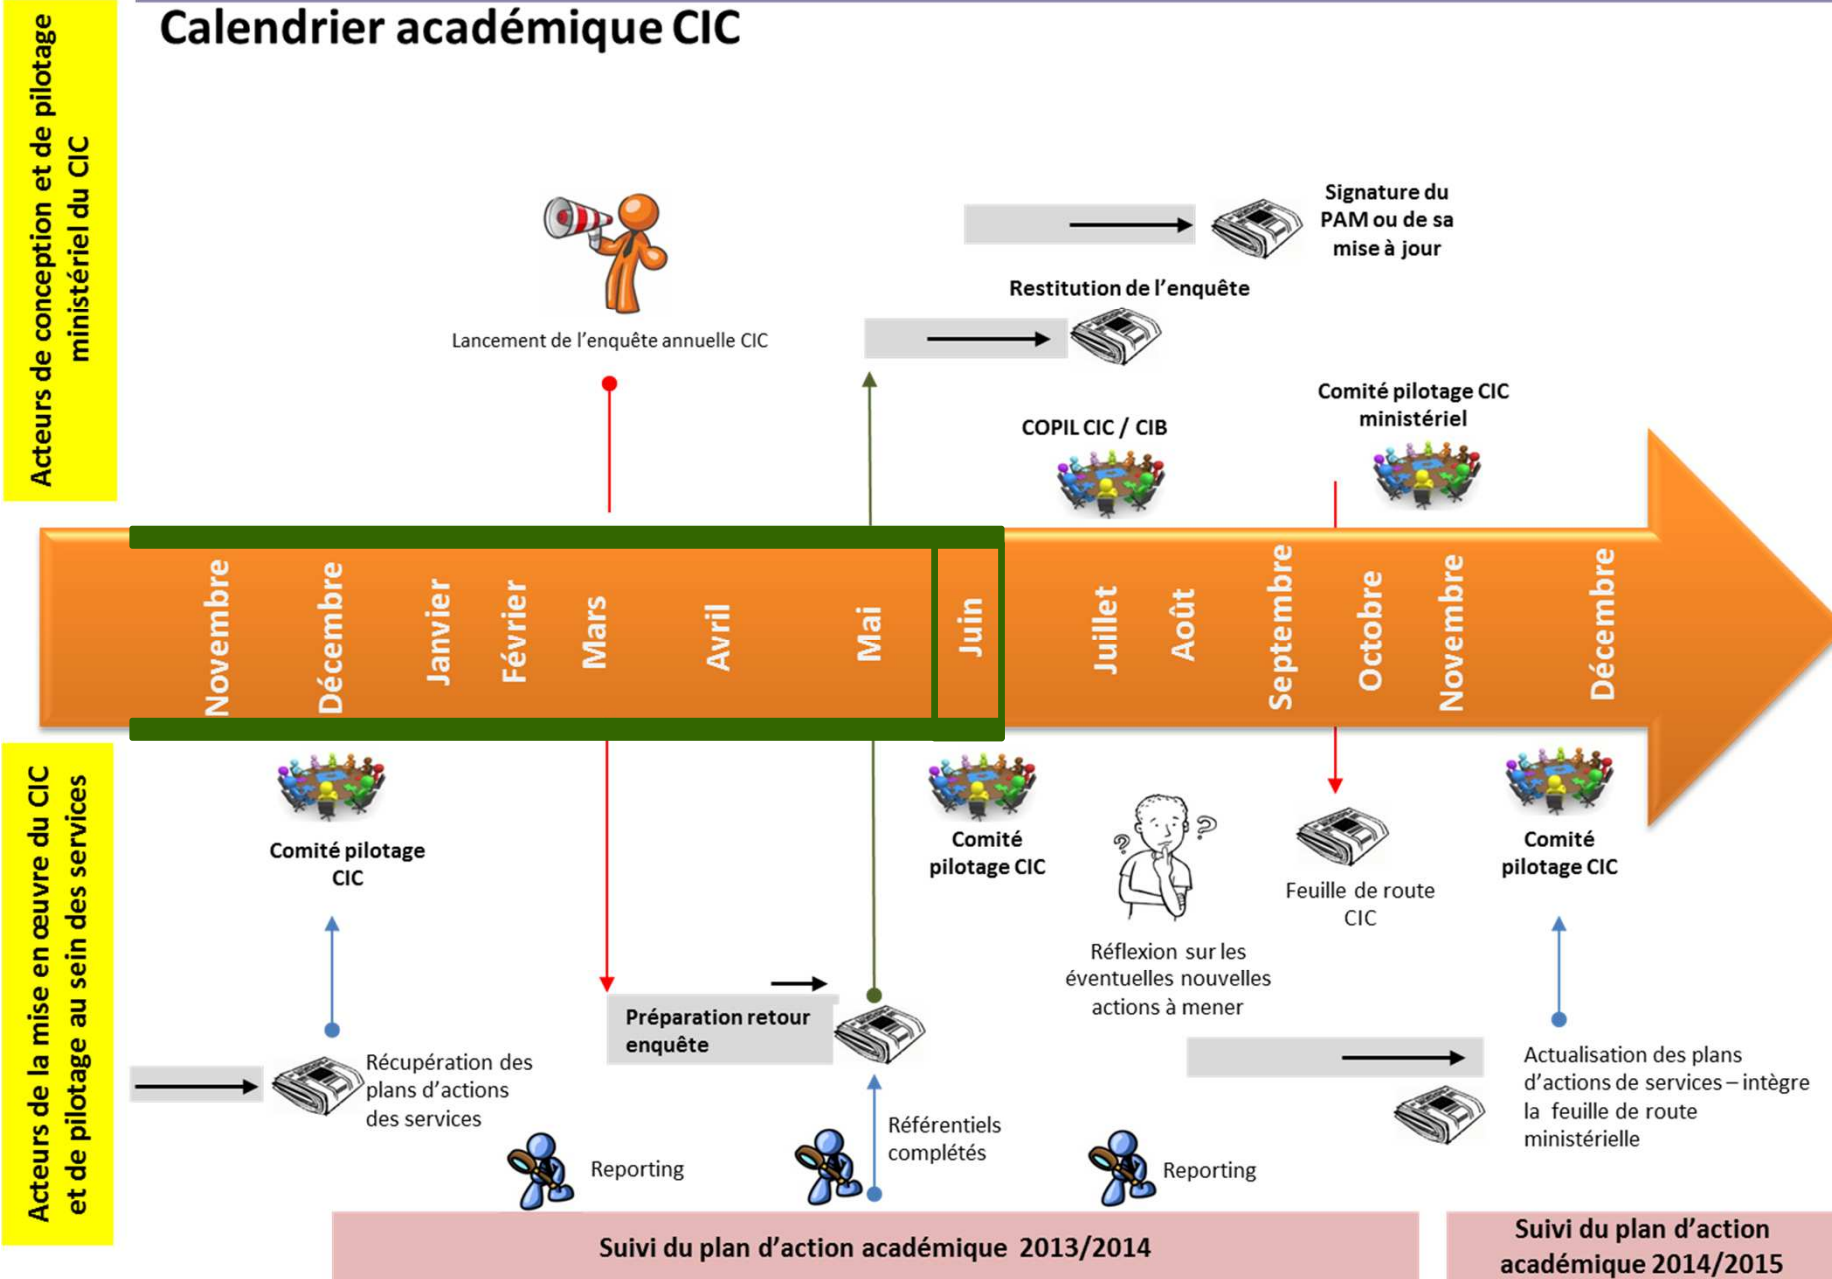 Calendrier académique CIC
Acteurs de conception et de pilotage
ministériel du CIC
Signature du
PAM ou de sa
mise à jour
Restitution de l'enquête
Lancement de l'enquête annuelle CIC
Comité pilotage CIC
ministériel
COPIL CIC / CIB
Novembre
Décembre
Janvier
Février
Mars
Avril
Mai
Juin
Juillet
Août
Septembre
Octobre
Novembre
Décembre
Acteurs de la mise en œuvre du CIC
et de pilotage au sein des services
Comité pilotage
CIC
Comité
pilotage CIC
Comité
pilotage CIC
Feuille de route
CIC
Réflexion sur les
éventuelles nouvelles
actions à mener
Préparation retour
enquête
Récupération des
plans d'actions
des services
Actualisation des plans
d'actions de services – intègre
la feuille de route
ministérielle
Référentiels
complétés
Reporting
Reporting
Suivi du plan d'action académique 2013/2014
Suivi du plan d'action
académique 2014/2015